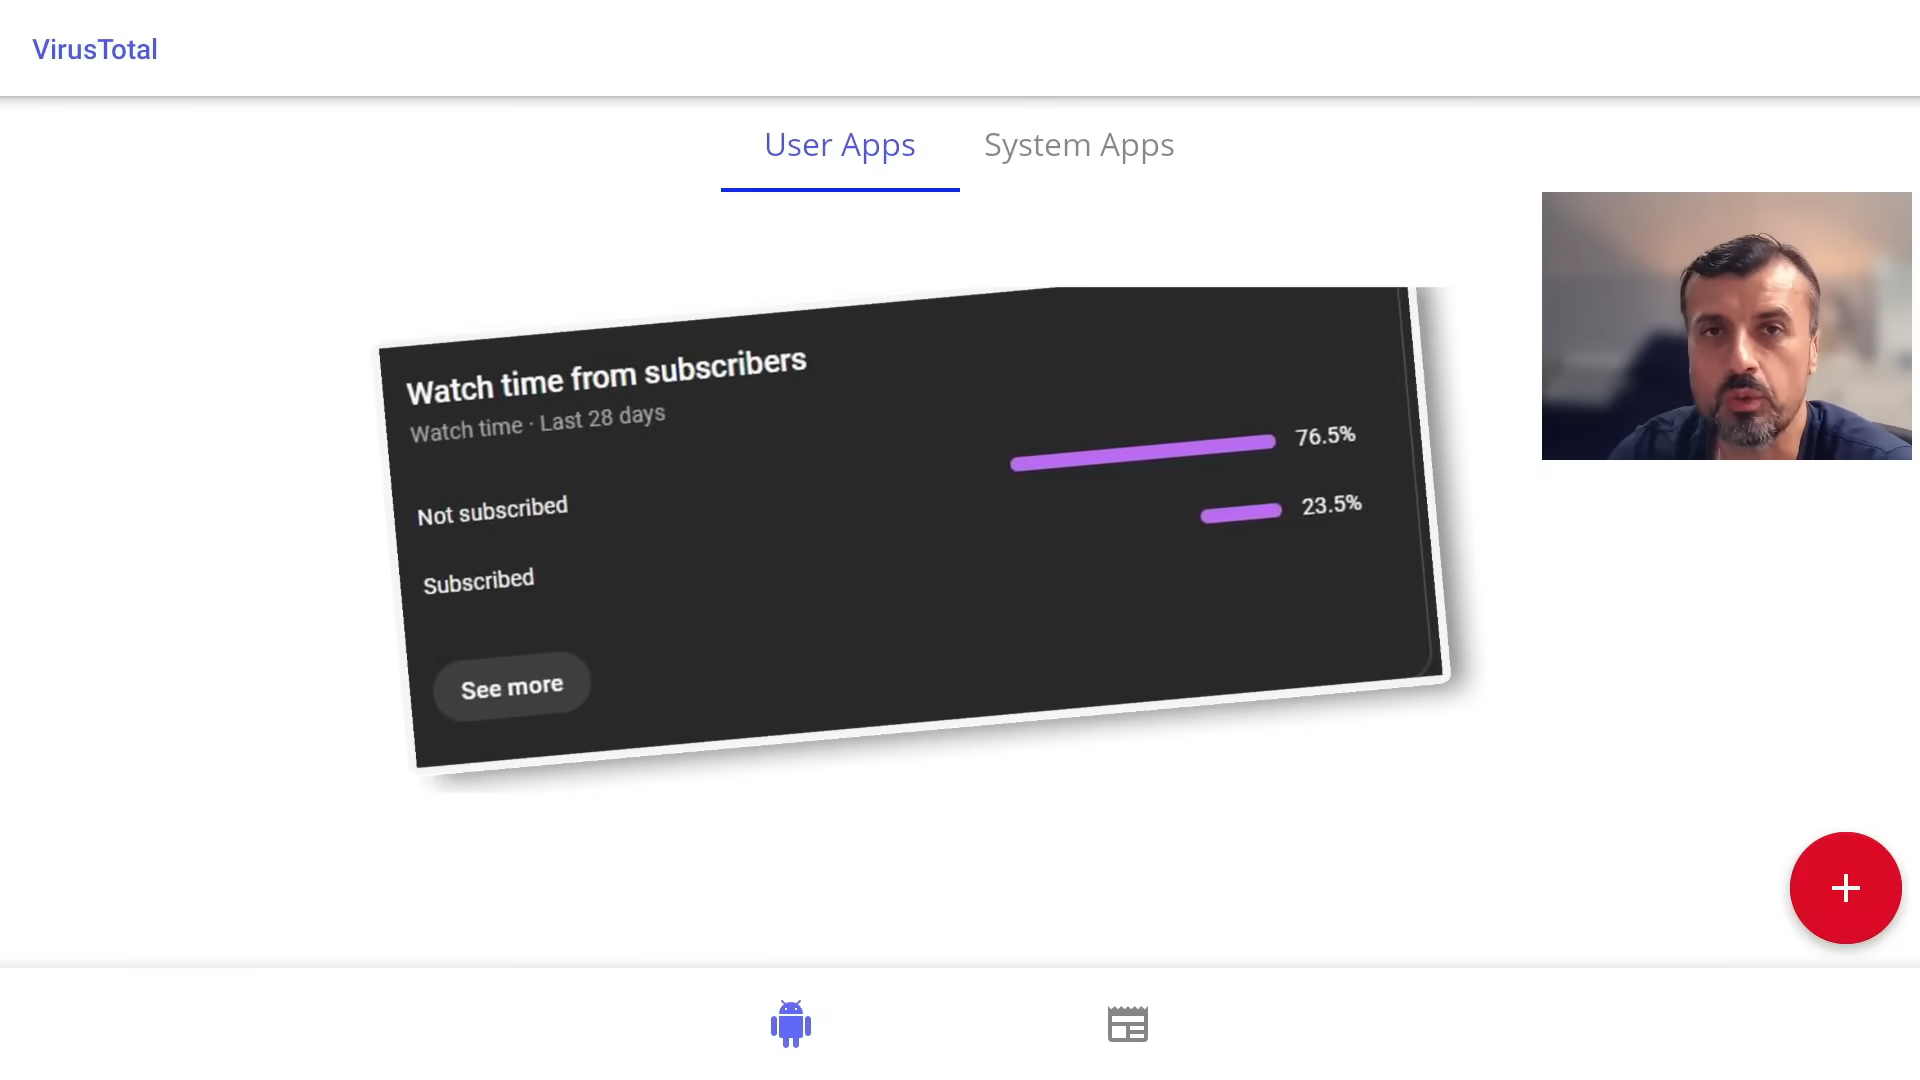 VirusTotal
User Apps
System Apps
Watch time from subscribers
Watch time · Last 28 days
Not subscribed
76.5%
Subscribed
23.5%
See more